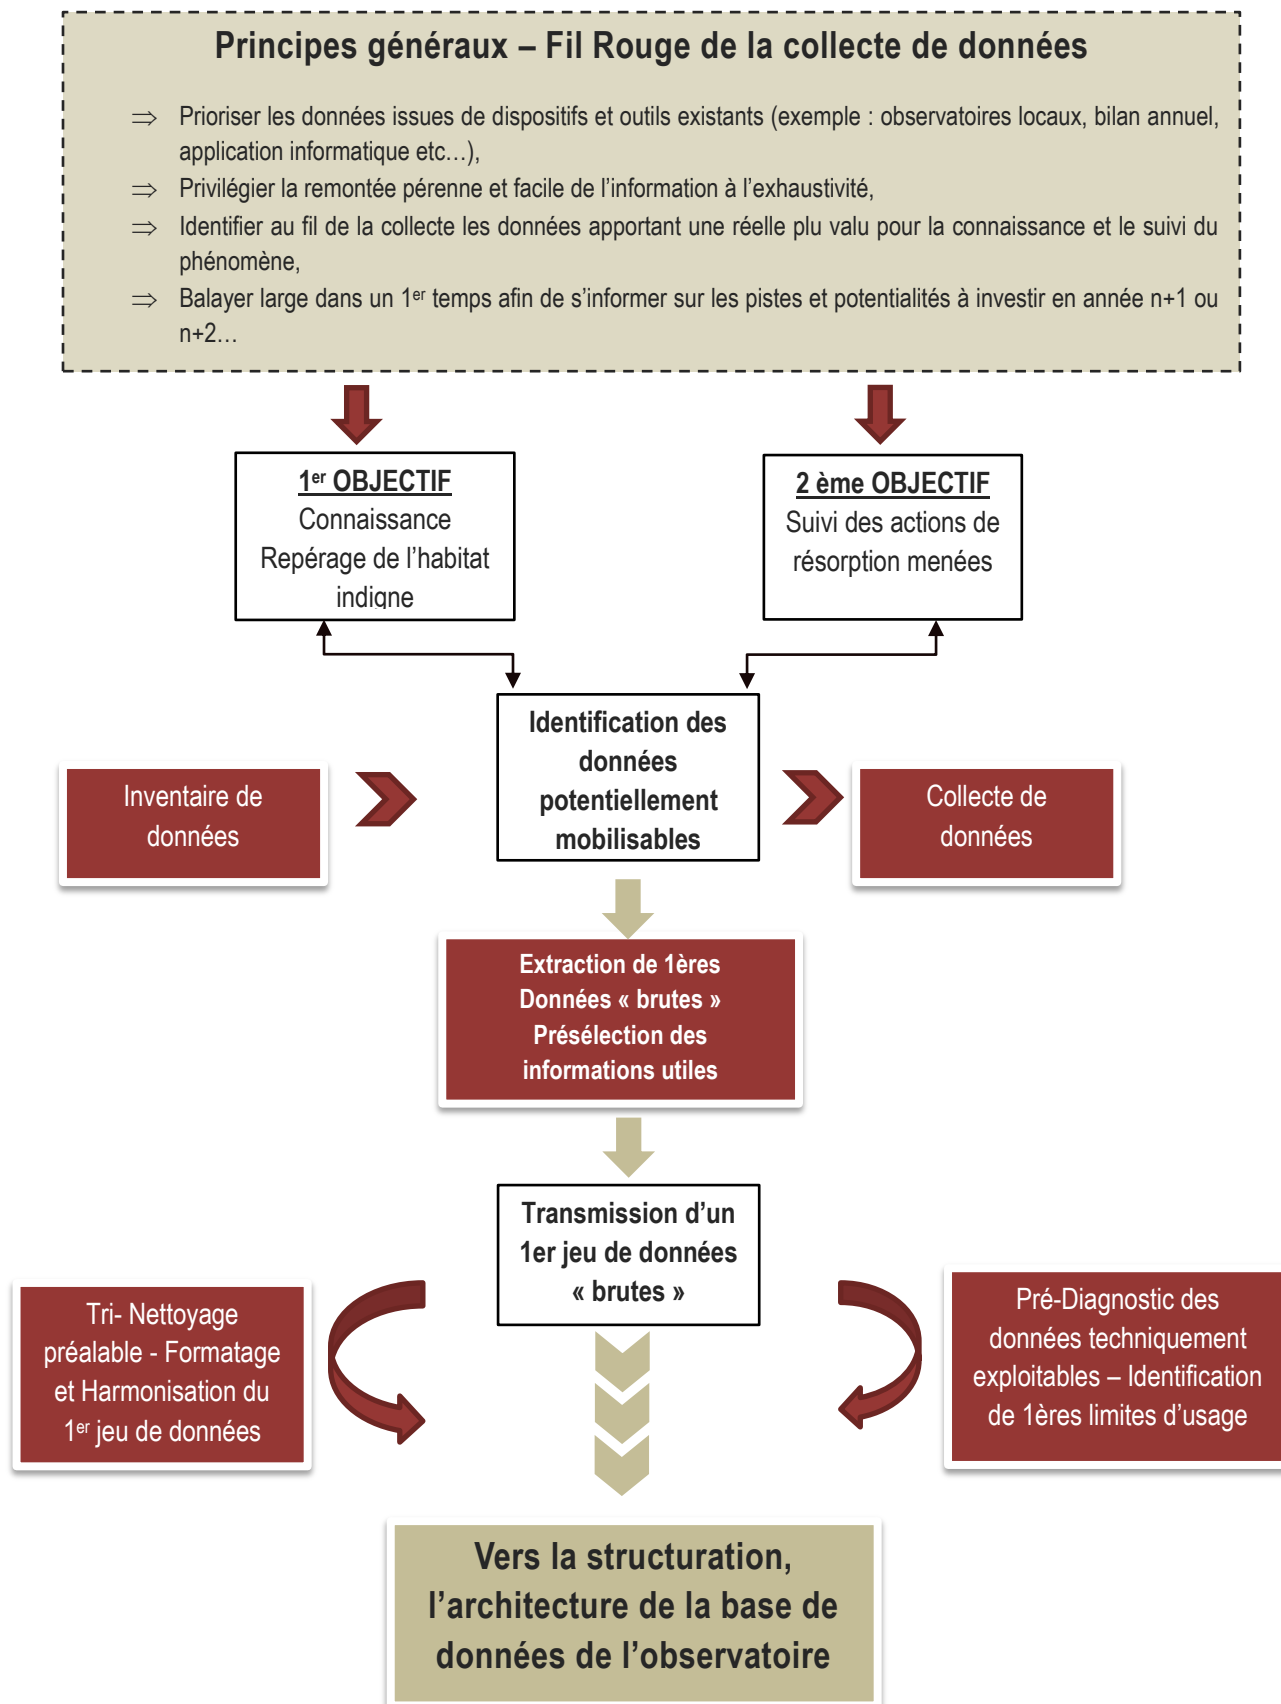 Principes généraux – Fil Rouge de la collecte de données
⇒ Prioriser les données issues de dispositifs et outils existants (exemple : observatoires locaux, bilan annuel,
application informatique etc…),
⇒ Privilégier la remontée pérenne et facile de l’information à l’exhaustivité,
⇒ Identifier au fil de la collecte les données apportant une réelle plu valu pour la connaissance et le suivi du
phénomène,
⇒ Balayer large dans un 1er temps afin de s’informer sur les pistes et potentialités à investir en année n+1 ou
n+2…
1er OBJECTIF
Connaissance
Repérage de l’habitat
indigne
2 ème OBJECTIF
Suivi des actions de
résorption menées
Identification des
données
potentiellement
mobilisables
Inventaire de
données
Collecte de
données
Extraction de 1ères
Données « brutes »
Présélection des
informations utiles
Transmission d’un
1er jeu de données
« brutes »
Tri- Nettoyage
préalable - Formatage
et Harmonisation du
1er jeu de données
Pré-Diagnostic des
données techniquement
exploitables – Identification
de 1ères limites d’usage
Vers la structuration,
l’architecture de la base de
données de l’observatoire